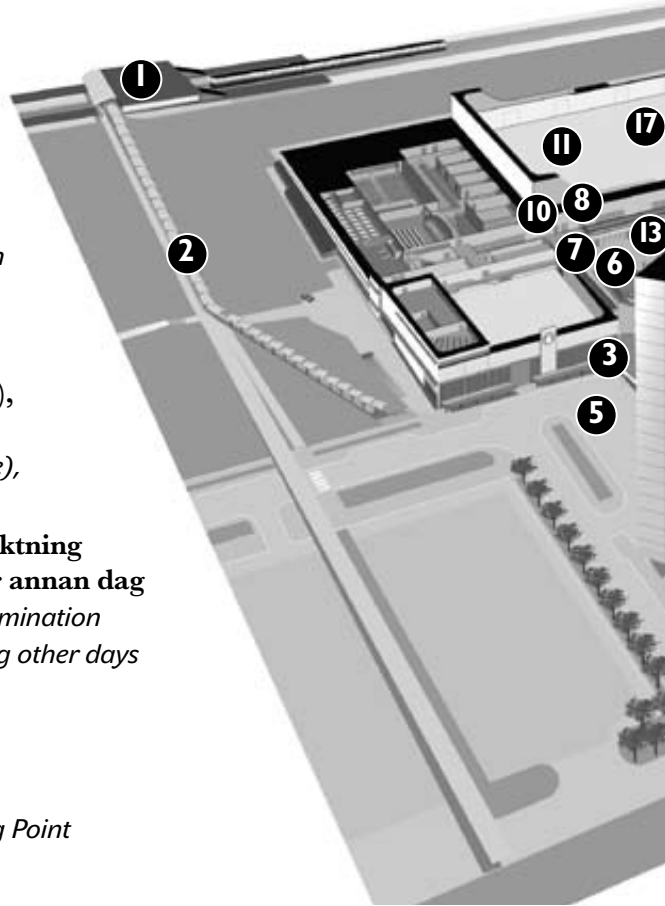 1
17
11
8
10
13
n
2
7
6
3
),
5
),
ktning
annan dag
mination
g other days
g Point